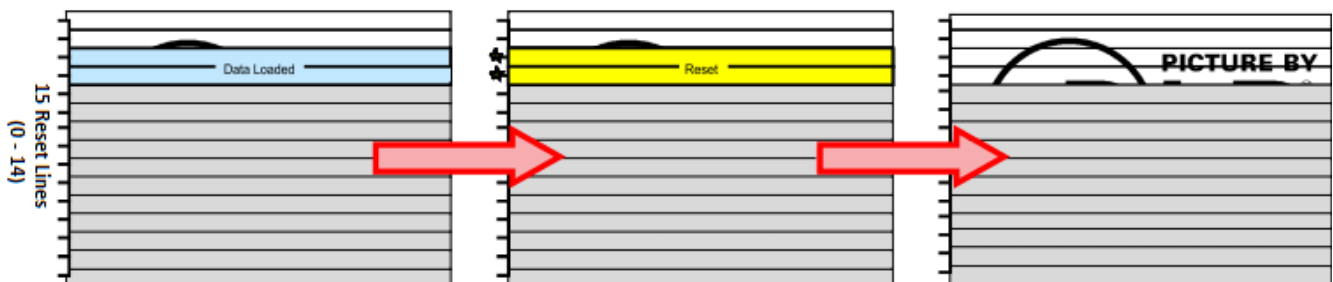 15 Reset Lines
(0 - 14)
Data Loaded
*
*
Reset
PICTURE BY